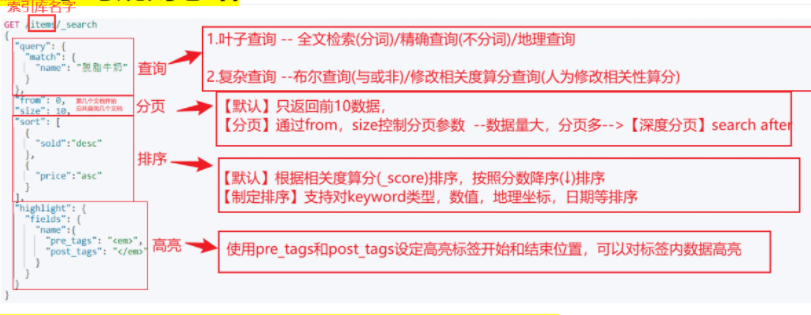 索引库名字
GET /items/_search
{
"query": {
"match": {
"name": "脱脂牛奶"
}
},
查询
1.叶子查询 -- 全文检索(分词)/精确查询(不分词)/地理查询
2.复杂查询 --布尔查询(与或非)/修改相关度算分查询(人为修改相关性算分)
"from": 0, 第几个文档开始
"size": 10, 总共查询几个文档
分页
【默认】只返回前10数据，
【分页】通过from，size控制分页参数 --数据量大，分页多-->【深度分页】search after
"sort": [
{
"sold":"desc"
},
{
"price":"asc"
}
],
排序
【默认】根据相关度算分(_score)排序，按照分数降序(↓)排序
【制定排序】支持对keyword类型，数值，地理坐标，日期等排序
"highlight": {
"fields": {
"name":{
"pre_tags": "<em>",
"post_tags": "</em>"
}
}
}
}
高亮
使用pre_tags和post_tags设定高亮标签开始和结束位置，可以对标签内数据高亮